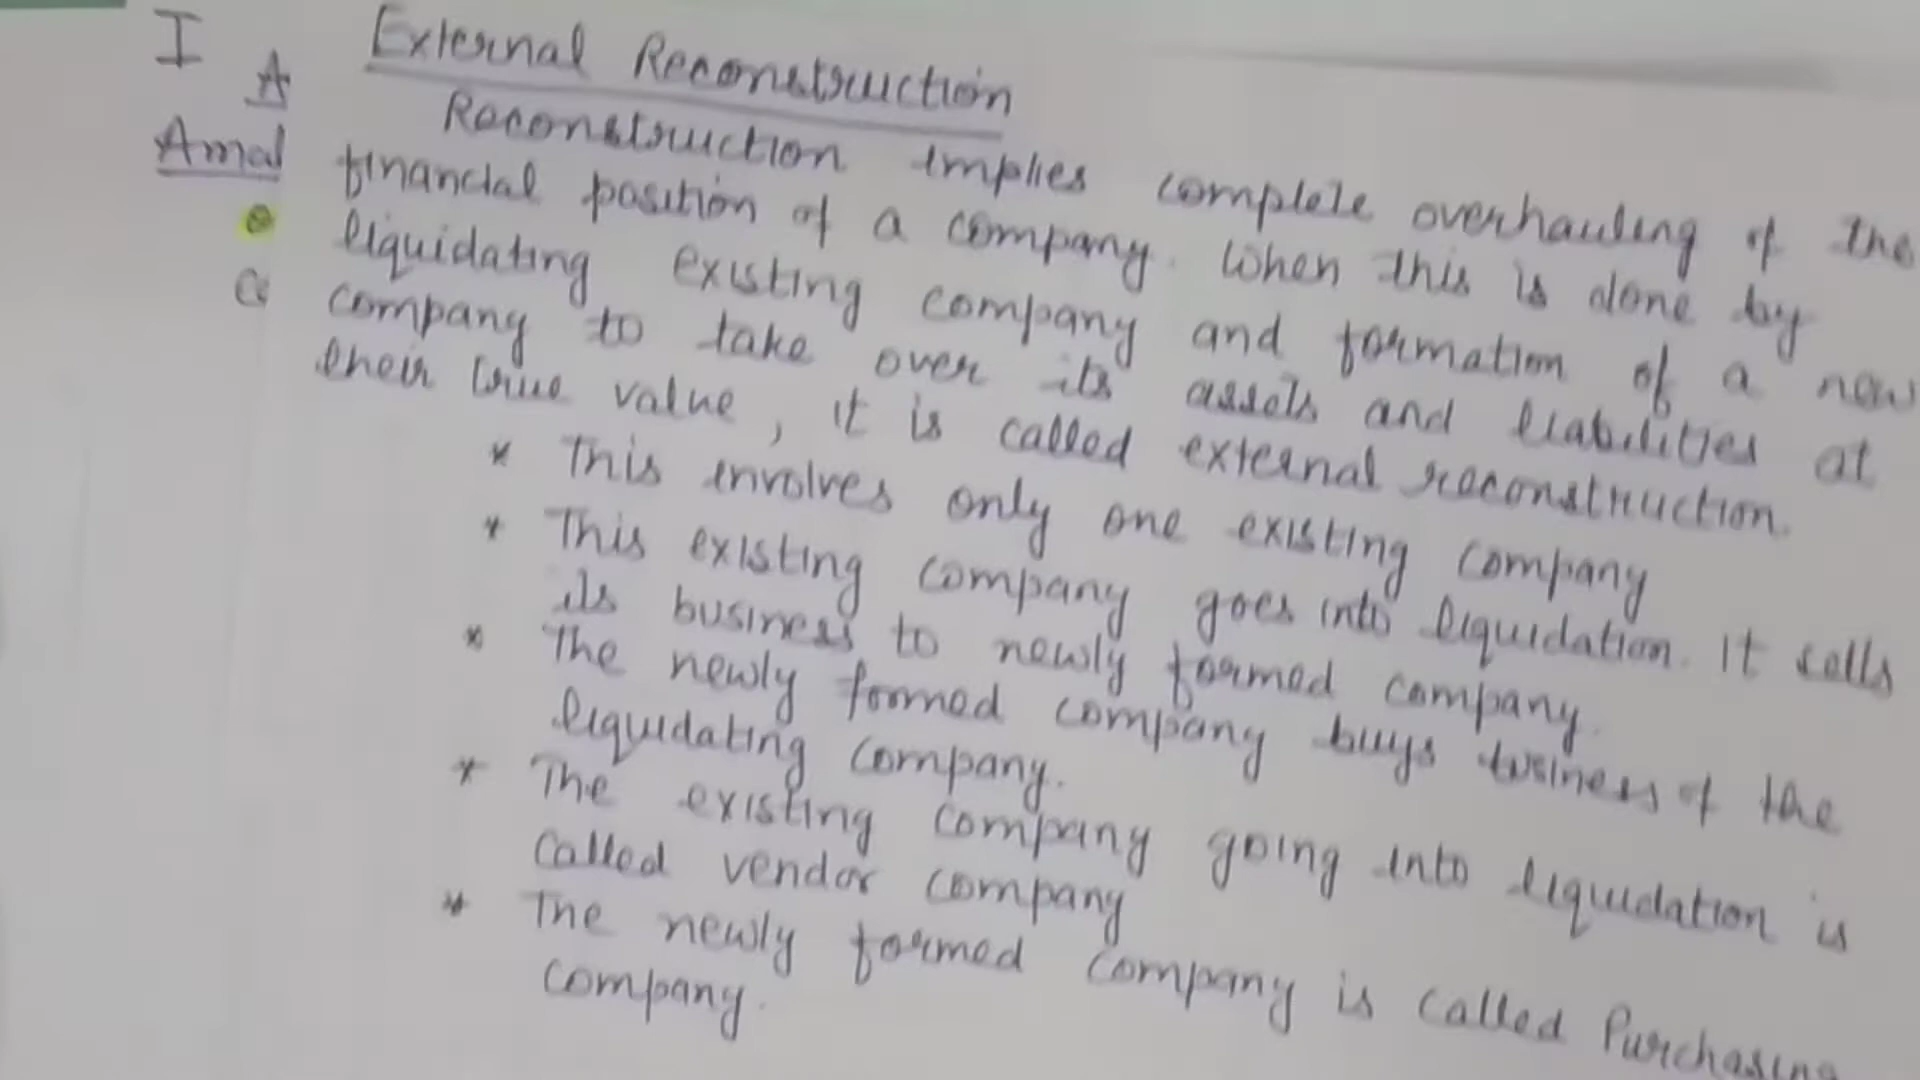 I
A
Amal
External Reconstruction
Reconstruction implies complete overhauling of the
financial position of a company. When this is done by
liquidating existing company and formation of a new
company to take over its assets and liabilities at
their true value, it is called external reconstruction.
* This involves only one existing company
* This existing company goes into liquidation. It sells
its business to newly formed company.
* The newly formed company buys business of the
liquidating company.
* The existing company going into liquidation is
called vendor company
* The newly formed company is called Purchasing
company.